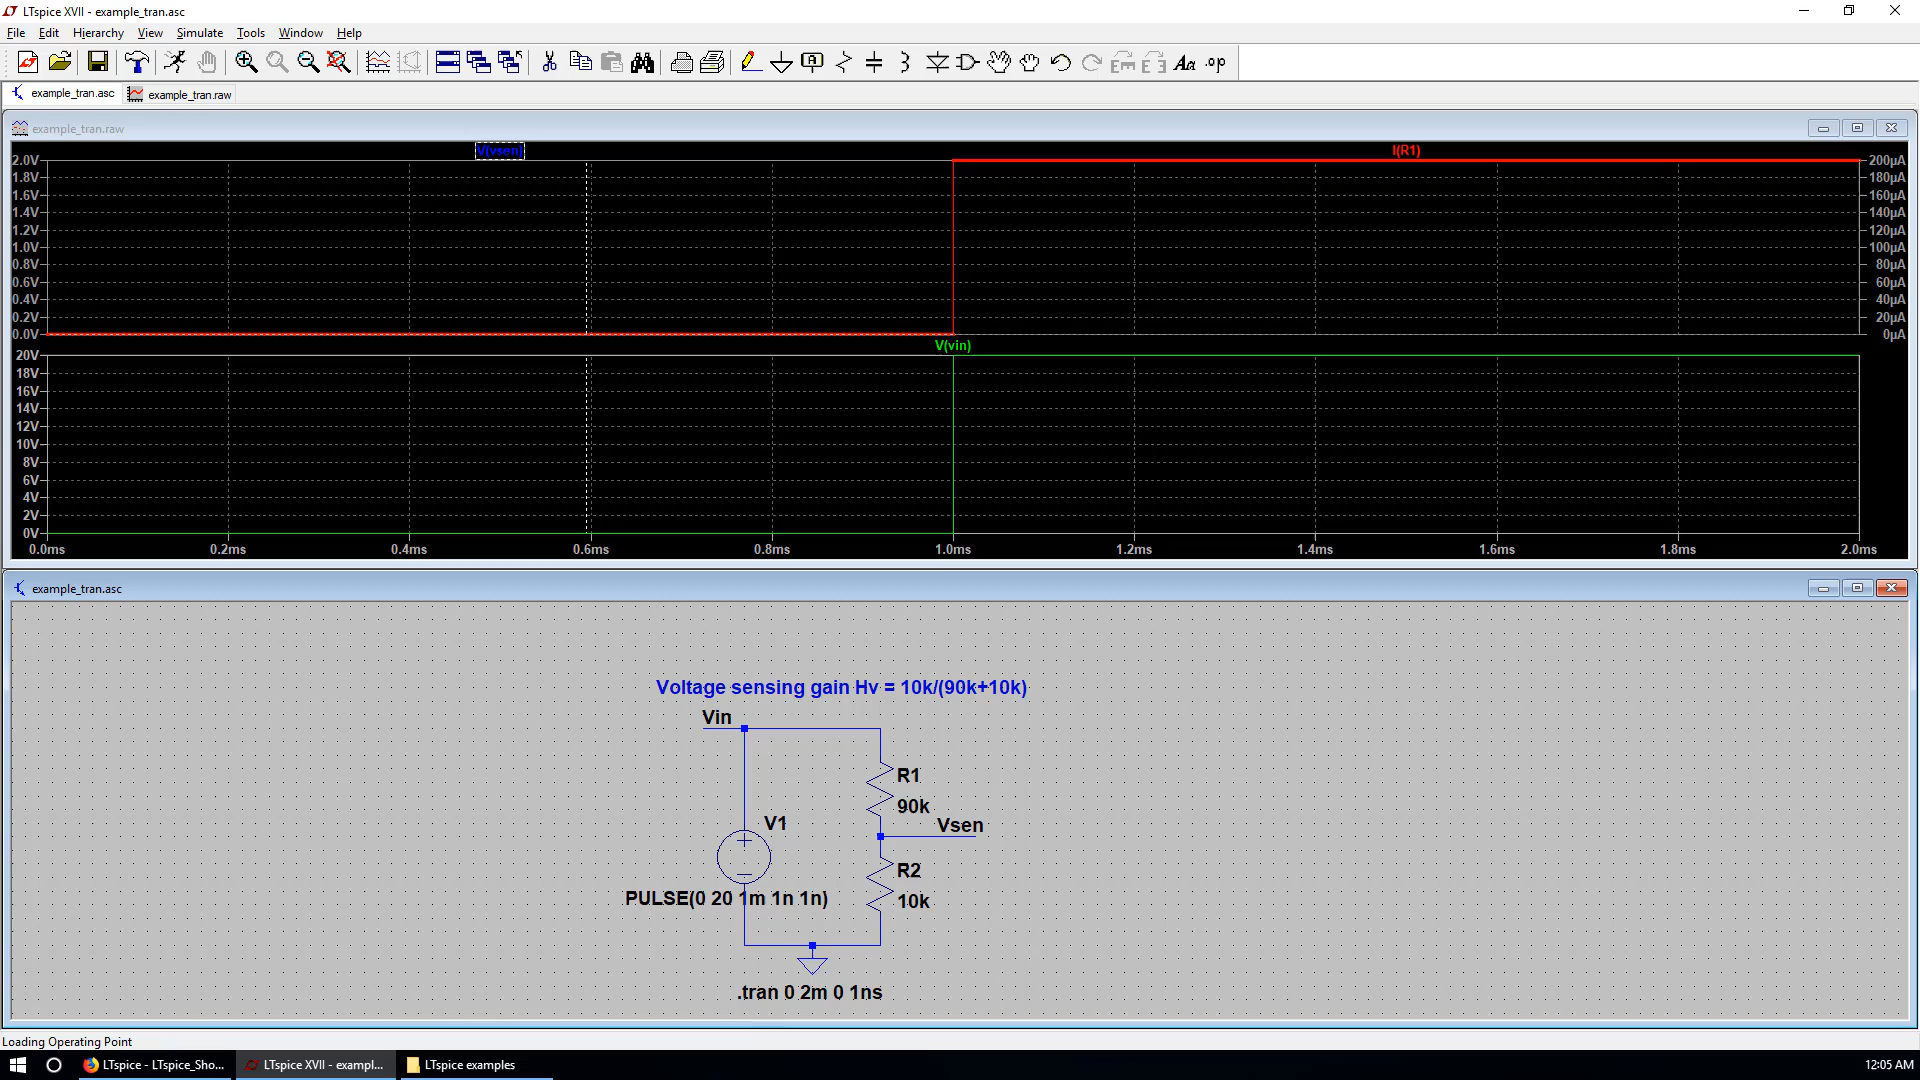 LTspice XVII - example_tran.asc
File Edit Hierarchy View Simulate Tools Window Help
A Aa .op
example_tran.asc example_tran.raw
example_tran.raw
V(vsen) I(R1)
2.0V 200µA
1.8V 180µA
1.6V 160µA
1.4V 140µA
1.2V 120µA
1.0V 100µA
0.8V 80µA
0.6V 60µA
0.4V 40µA
0.2V 20µA
0.0V 0µA
V(vin)
20V
18V
16V
14V
12V
10V
8V
6V
4V
2V
0V
0.0ms 0.2ms 0.4ms 0.6ms 0.8ms 1.0ms 1.2ms 1.4ms 1.6ms 1.8ms 2.0ms
example_tran.asc
Voltage sensing gain Hv = 10k/(90k+10k)
Vin
R1
90k
V1
Vsen
R2
PULSE(0 20 1m 1n 1n)
10k
.tran 0 2m 0 1ns
Loading Operating Point
LTspice - LTspice_Sho... LTspice XVII - exampl... LTspice examples 12:05 AM